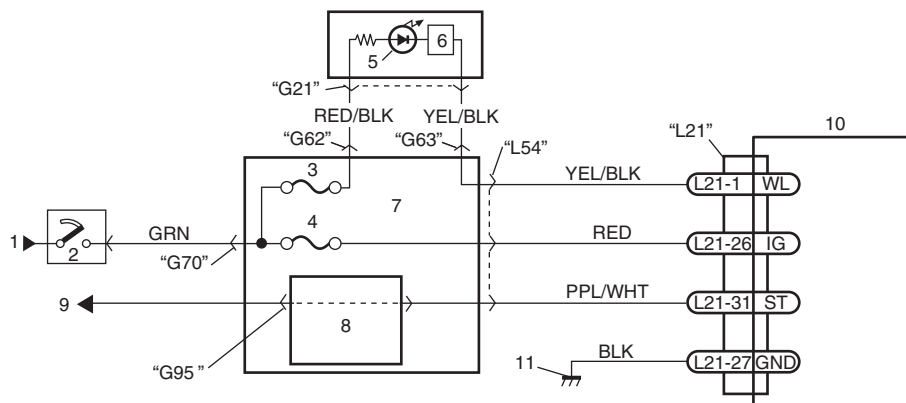 6
5
“G21”
RED/BLK
YEL/BLK
“G62”
“G63”
“L54”
“L21”
10
3
YEL/BLK
L21-1
WL
7
4
1
2
GRN
RED
L21-26
IG
“G70”
9
8
PPL/WHT
L21-31
ST
“G95 ”
11
BLK
L21-27
GND